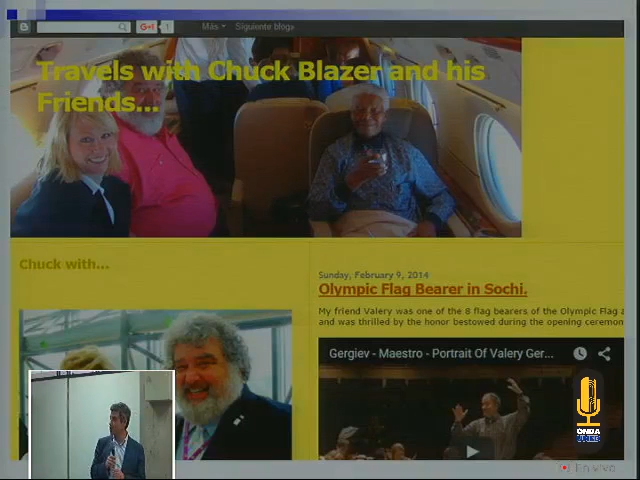 Más
Siguiente blog»
G+1
1
Travels with Chuck Blazer and his
Friends...
Chuck with...
Sunday, February 9, 2014
Olympic Flag Bearer in Sochi.
My friend Valery was one of the 8 flag bearers of the Olympic Flag a
and was thrilled by the honor bestowed during the opening ceremon
Gergiev - Maestro - Portrait Of Valery Ger...
ONDA
UNED
En vivo